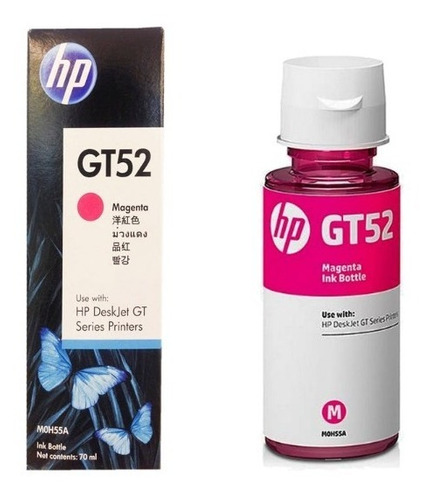 hp
GT52
Magenta
洋紅色
ม่วงแดง
品红
빨강
Use with:
HP DeskJet GT
Series Printers
M0H55A
Ink Bottle
Net contents: 70 ml
hp GT52
Magenta
Ink Bottle
Use with:
HP DeskJet GT Series Printers
M
M0H55A